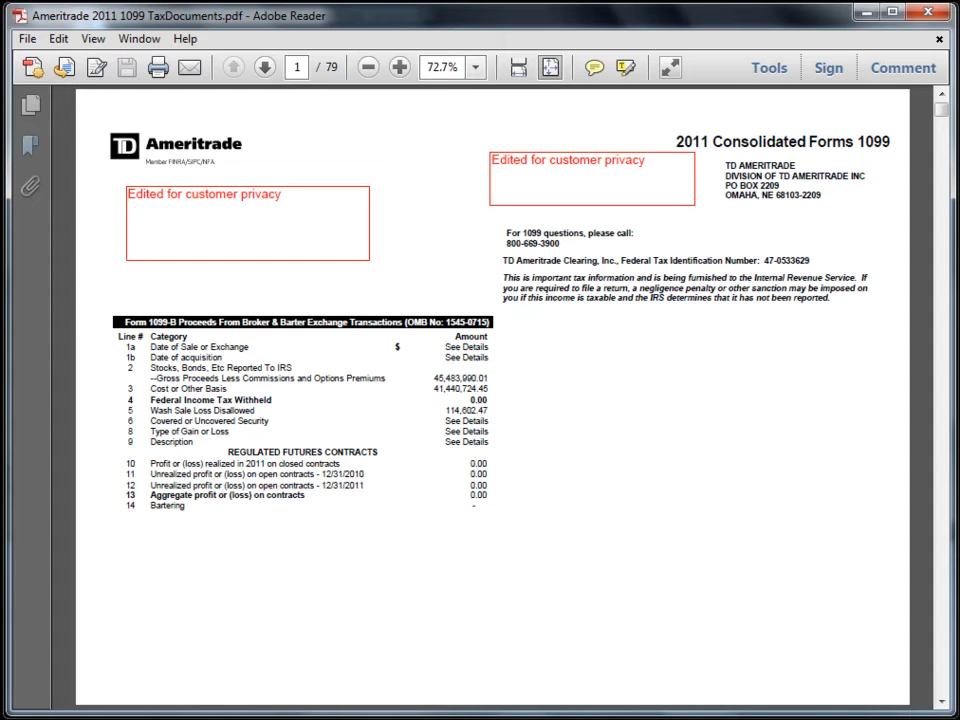 Ameritrade 2011 1099 TaxDocuments.pdf - Adobe Reader
File Edit View Window Help
1 / 79 72.7% Tools Sign Comment
TD Ameritrade
Member FINRA/SIPC/NFA
2011 Consolidated Forms 1099
Edited for customer privacy
TD AMERITRADE
DIVISION OF TD AMERITRADE INC
PO BOX 2209
OMAHA, NE 68103-2209
Edited for customer privacy
For 1099 questions, please call:
800-669-3900
TD Ameritrade Clearing, Inc., Federal Tax Identification Number: 47-0533629
This is important tax information and is being furnished to the Internal Revenue Service. If
you are required to file a return, a negligence penalty or other sanction may be imposed on
you if this income is taxable and the IRS determines that it has not been reported.
Form 1099-B Proceeds From Broker & Barter Exchange Transactions (OMB No: 1545-0715)
Line # Category Amount
1a Date of Sale or Exchange $ See Details
1b Date of acquisition See Details
2 Stocks, Bonds, Etc Reported To IRS
--Gross Proceeds Less Commissions and Options Premiums 45,483,990.01
3 Cost or Other Basis 41,440,724.45
4 Federal Income Tax Withheld 0.00
5 Wash Sale Loss Disallowed 114,602.47
6 Covered or Uncovered Security See Details
8 Type of Gain or Loss See Details
9 Description See Details
REGULATED FUTURES CONTRACTS
10 Profit or (loss) realized in 2011 on closed contracts 0.00
11 Unrealized profit or (loss) on open contracts - 12/31/2010 0.00
12 Unrealized profit or (loss) on open contracts - 12/31/2011 0.00
13 Aggregate profit or (loss) on contracts 0.00
14 Bartering -